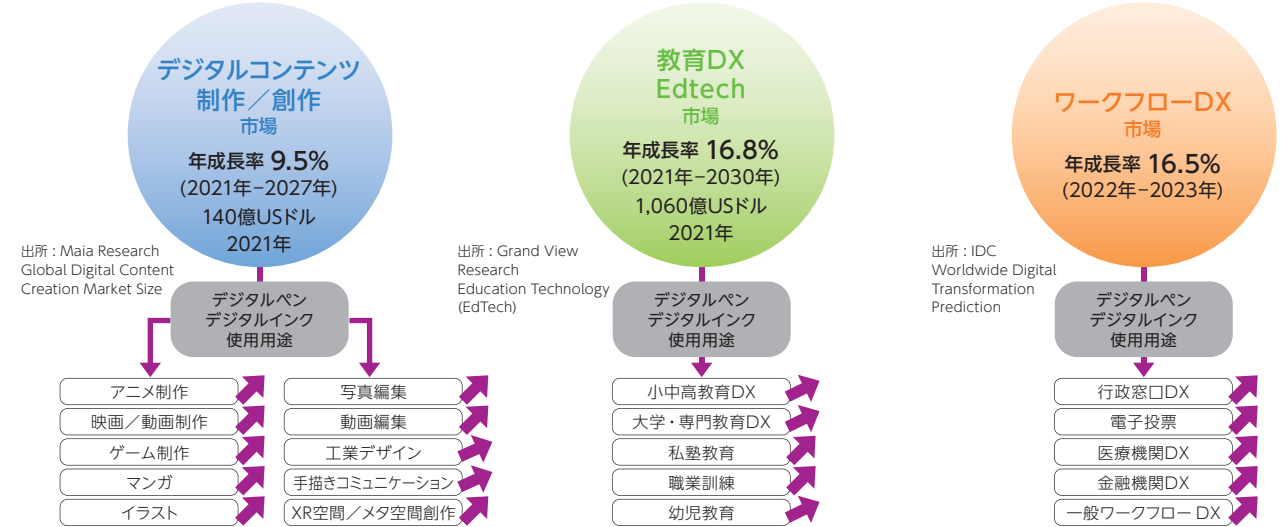 デジタルコンテンツ
制作／創作
市場
年成長率 9.5%
(2021年−2027年)
140億USドル
2021年
出所 : Maia Research
Global Digital Content
Creation Market Size
デジタルペン
デジタルインク
使用用途
アニメ制作
映画／動画制作
ゲーム制作
マンガ
イラスト
写真編集
動画編集
工業デザイン
手描きコミュニケーション
XR空間／メタ空間創作
教育DX
Edtech
市場
年成長率 16.8%
(2021年−2030年)
1,060億USドル
2021年
出所 : Grand View
Research
Education Technology
(EdTech)
デジタルペン
デジタルインク
使用用途
小中高教育DX
大学・専門教育DX
私塾教育
職業訓練
幼児教育
ワークフローDX
市場
年成長率 16.5%
(2022年−2023年)
出所 : IDC
Worldwide Digital
Transformation
Prediction
デジタルペン
デジタルインク
使用用途
行政窓口DX
電子投票
医療機関DX
金融機関DX
一般ワークフロー DX